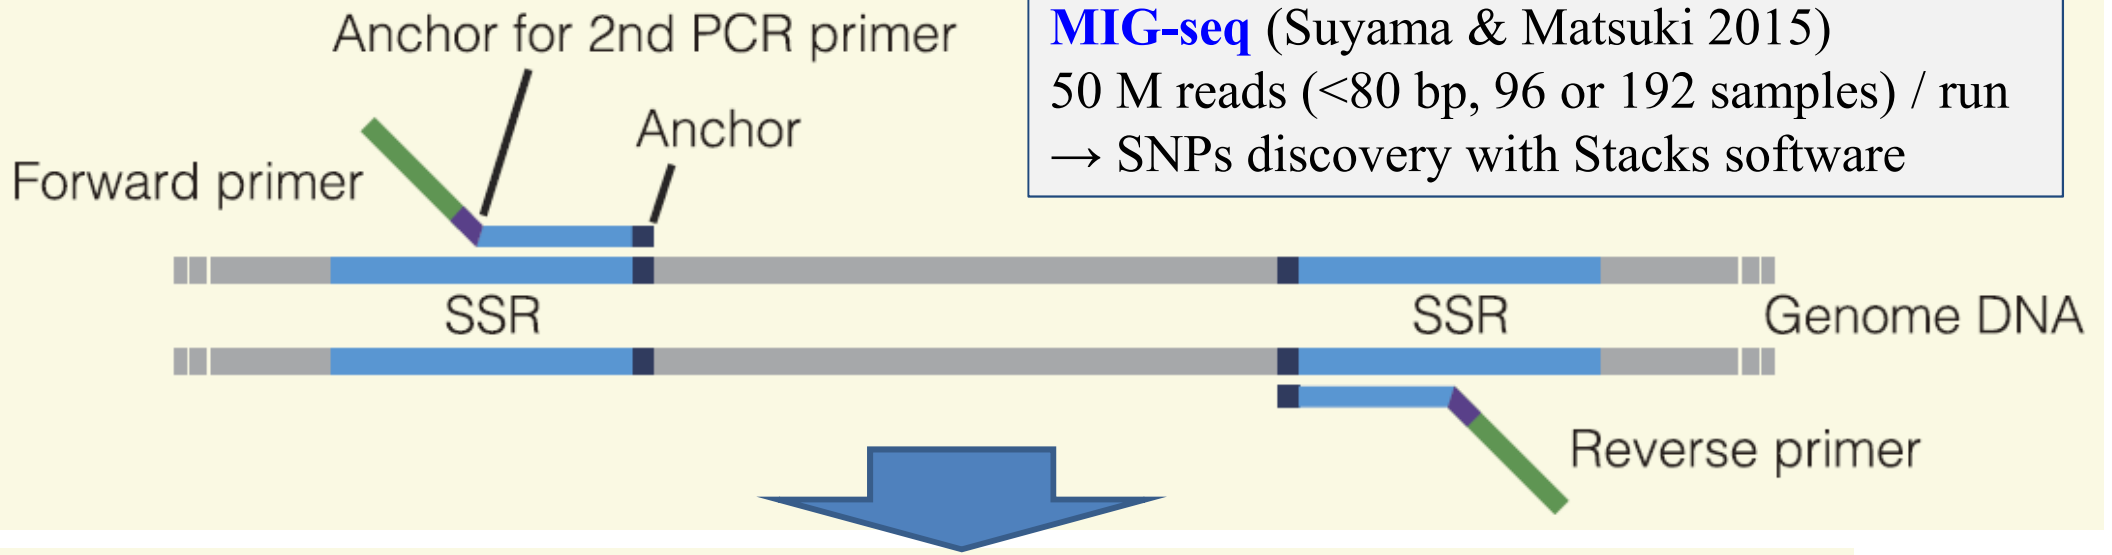 Anchor for 2nd PCR primer
MIG-seq (Suyama & Matsuki 2015)
50 M reads (<80 bp, 96 or 192 samples) / run
→ SNPs discovery with Stacks software
Anchor
Forward primer
SSR
SSR
Genome DNA
Reverse primer